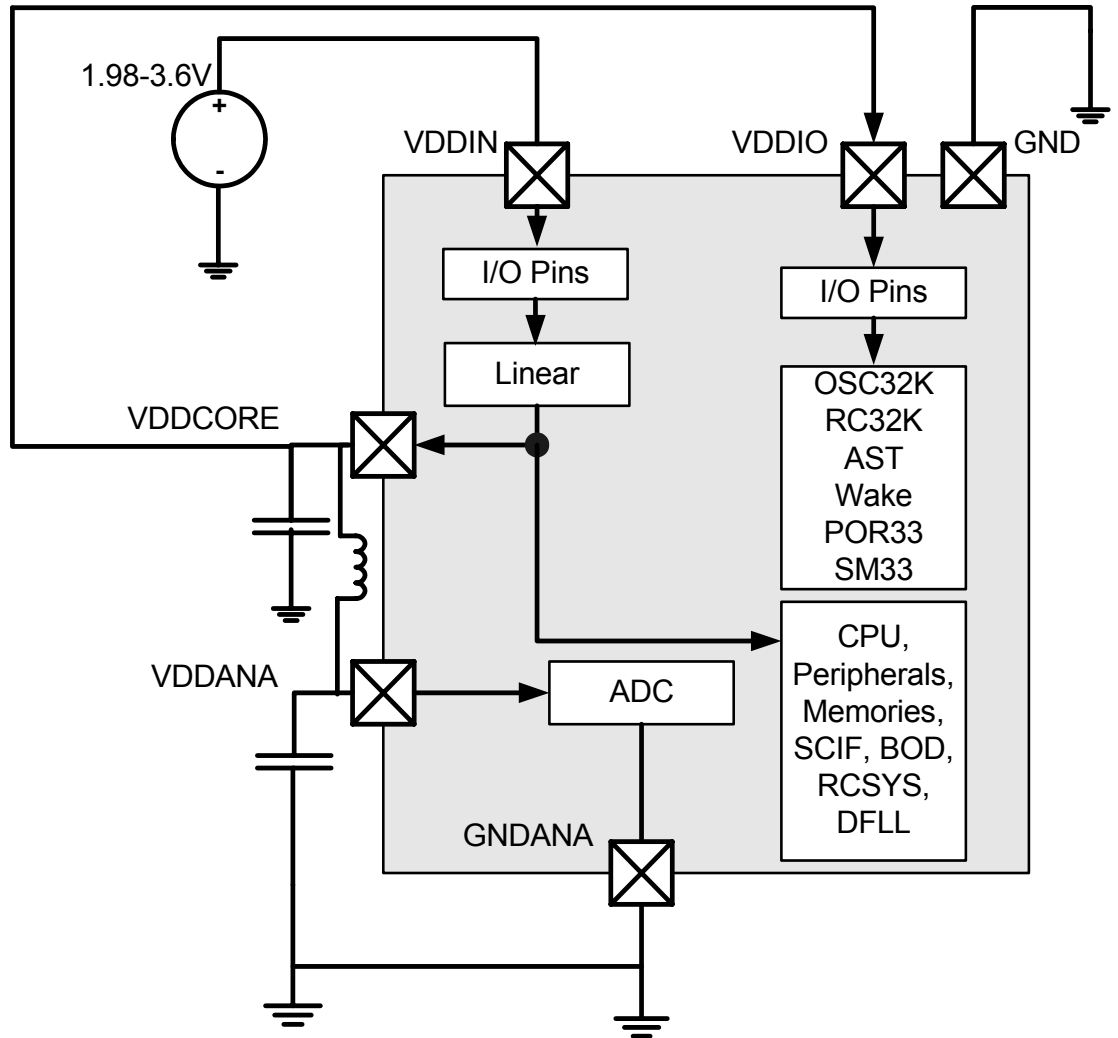 1.98-3.6V
+
-
VDDIN
VDDIO
GND
I/O Pins
I/O Pins
Linear
OSC32K
RC32K
AST
Wake
POR33
SM33
VDDCORE
CPU,
Peripherals,
Memories,
SCIF, BOD,
RCSYS,
DFLL
VDDANA
ADC
GNDANA